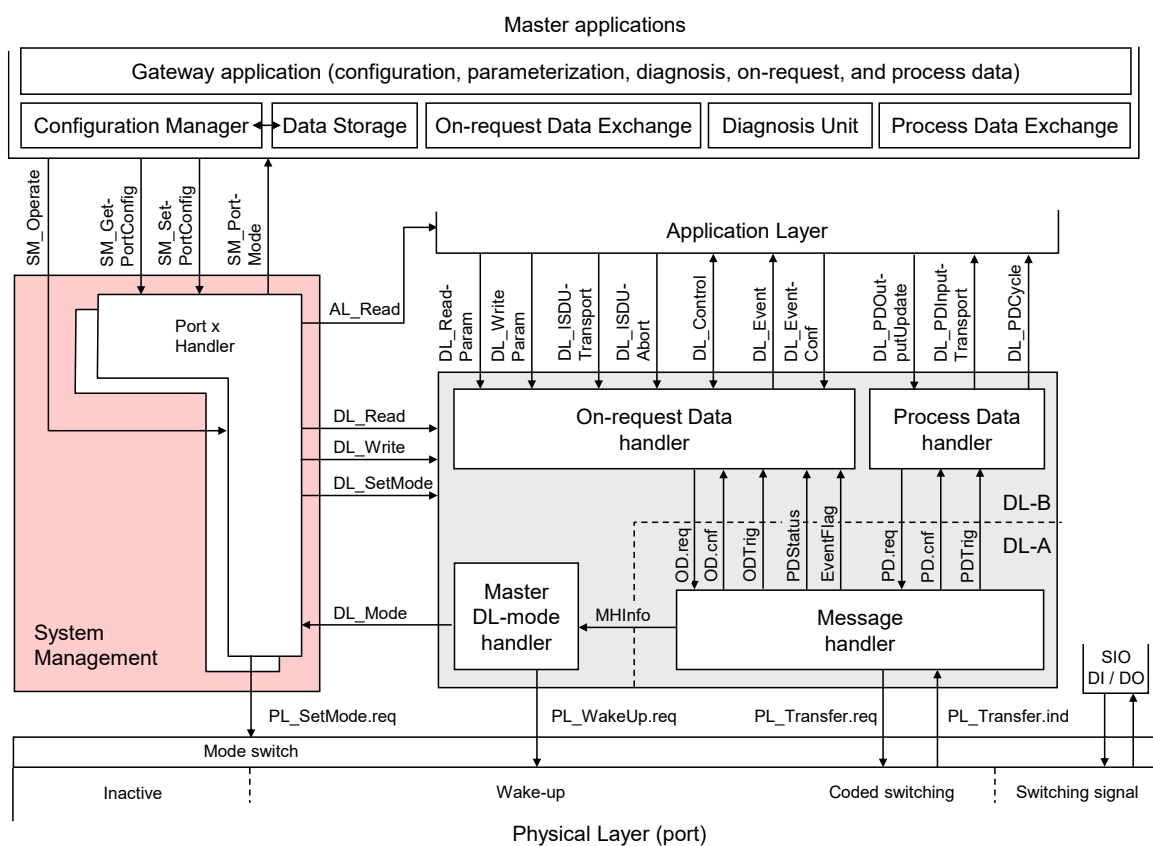 Master applications
Gateway application (configuration, parameterization, diagnosis, on-request, and process data)
Configuration Manager
Data Storage
On-request Data Exchange
Diagnosis Unit
Process Data Exchange
SM_Operate
SM_Get-
PortConfig
SM_Set-
PortConfig
SM_Port-
Mode
Application Layer
AL_Read
Port x
Handler
DL_Read-
Param
DL_Write
Param
DL_ISDU-
Transport
DL_ISDU-
Abort
DL_Control
DL_Event
DL_Event-
Conf
DL_PDOut-
putUpdate
DL_PDInput-
Transport
DL_PDCycle
DL_Read
DL_Write
DL_SetMode
On-request Data
handler
Process Data
handler
DL-B
DL-A
OD.req
OD.cnf
ODTrig
PDStatus
EventFlag
PD.req
PD.cnf
PDTrig
System
Management
DL_Mode
Master
DL-mode
handler
MHInfo
Message
handler
SIO
DI / DO
PL_SetMode.req
PL_WakeUp.req
PL_Transfer.req
PL_Transfer.ind
Mode switch
Inactive
Wake-up
Coded switching
Switching signal
Physical Layer (port)